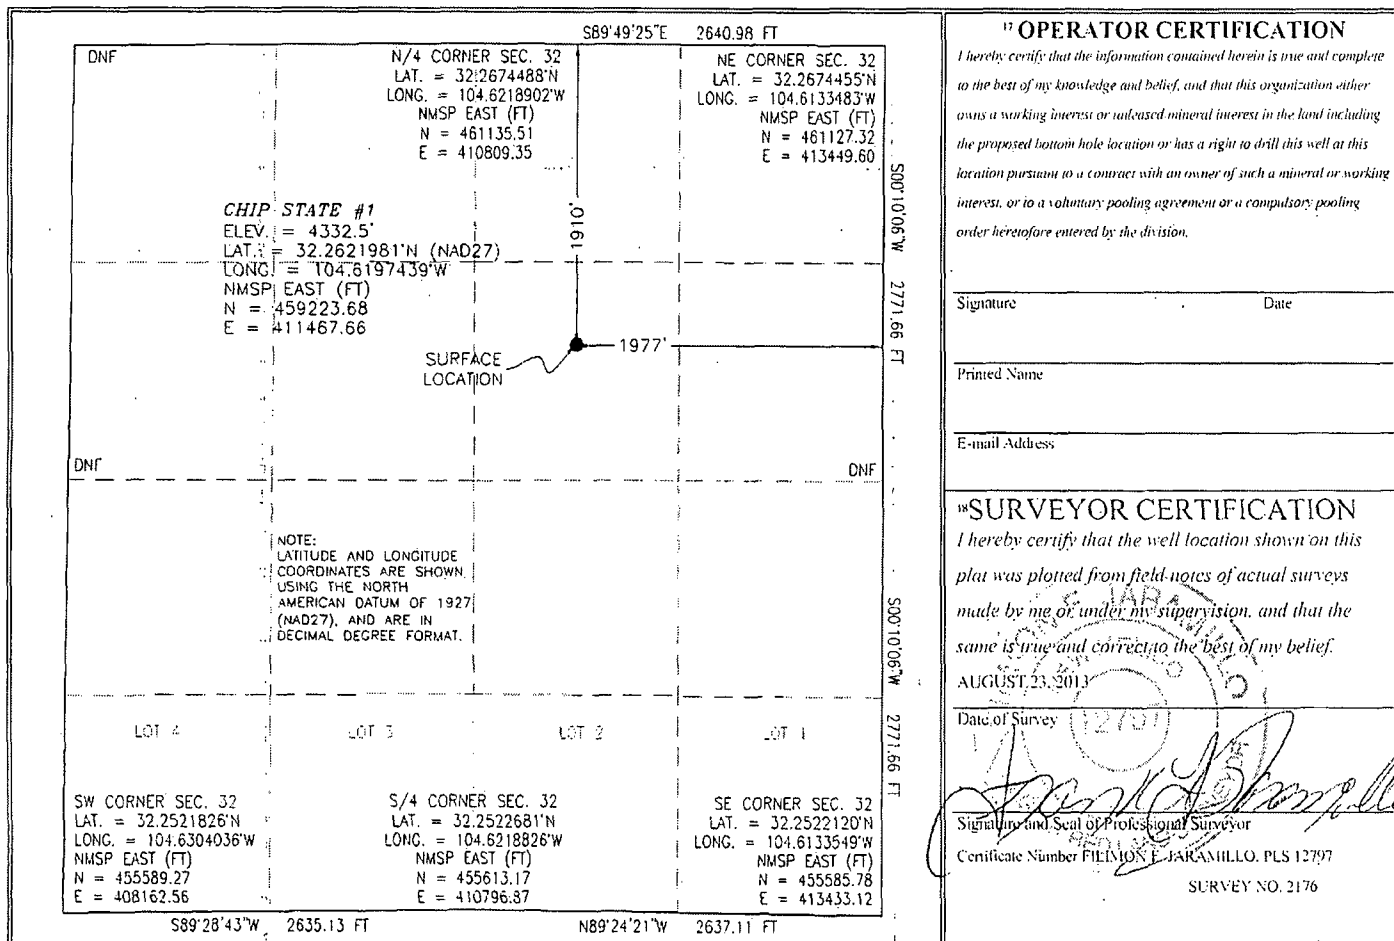 S89°49'25"E 2640.98 FT
DNF
N/4 CORNER SEC. 32
LAT. = 32.2674488°N
LONG. = 104.6218902°W
NMSP EAST (FT)
N = 461135.51
E = 410809.35
NE CORNER SEC. 32
LAT. = 32.2674455°N
LONG. = 104.6133483°W
NMSP EAST (FT)
N = 461127.32
E = 413449.60
CHIP STATE #1
ELEV. = 4332.5'
LAT. = 32.2621981°N (NAD27)
LONG. = 104.6197439°W
NMSP EAST (FT)
N = 459223.68
E = 411467.66
1910'
1977'
SURFACE
LOCATION
S00°10'06"W 2771.66 FT
DNF
DNF
NOTE:
LATITUDE AND LONGITUDE
COORDINATES ARE SHOWN
USING THE NORTH
AMERICAN DATUM OF 1927
(NAD27), AND ARE IN
DECIMAL DEGREE FORMAT.
S00°10'06"W 2771.66 FT
LOT 4
LOT 3
LOT 2
LOT 1
SW CORNER SEC. 32
LAT. = 32.2521826°N
LONG. = 104.6304036°W
NMSP EAST (FT)
N = 455589.27
E = 408162.56
S/4 CORNER SEC. 32
LAT. = 32.2522681°N
LONG. = 104.6218826°W
NMSP EAST (FT)
N = 455613.17
E = 410796.87
SE CORNER SEC. 32
LAT. = 32.2522120°N
LONG. = 104.6133549°W
NMSP EAST (FT)
N = 455585.78
E = 413433.12
S89°28'43"W 2635.13 FT
N89°24'21"W 2637.11 FT
17 OPERATOR CERTIFICATION
I hereby certify that the information contained herein is true and complete
to the best of my knowledge and belief, and that this organization either
owns a working interest or unleased mineral interest in the land including
the proposed bottom hole location or has a right to drill this well at this
location pursuant to a contract with an owner of such a mineral or working
interest, or to a voluntary pooling agreement or a compulsory pooling
order heretofore entered by the division.
Signature Date
Printed Name
E-mail Address
18 SURVEYOR CERTIFICATION
I hereby certify that the well location shown on this
plat was plotted from field notes of actual surveys
made by me or under my supervision, and that the
same is true and correct to the best of my belief.
AUGUST 23, 2013
Date of Survey
12797
Signature and Seal of Professional Surveyor
Certificate Number FILIMON F. JARAMILLO, PLS 12797
SURVEY NO. 2176